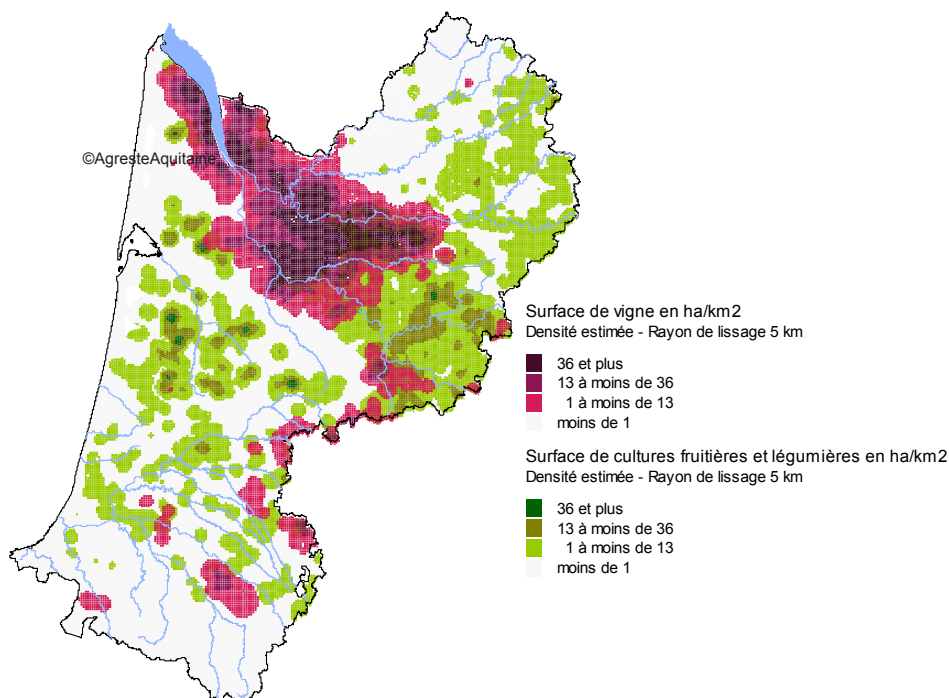 ©AgresteAquitaine
Surface de vigne en ha/km2
Densité estimée - Rayon de lissage 5 km
36 et plus
13 à moins de 36
1 à moins de 13
moins de 1
Surface de cultures fruitières et légumières en ha/km2
Densité estimée - Rayon de lissage 5 km
36 et plus
13 à moins de 36
1 à moins de 13
moins de 1